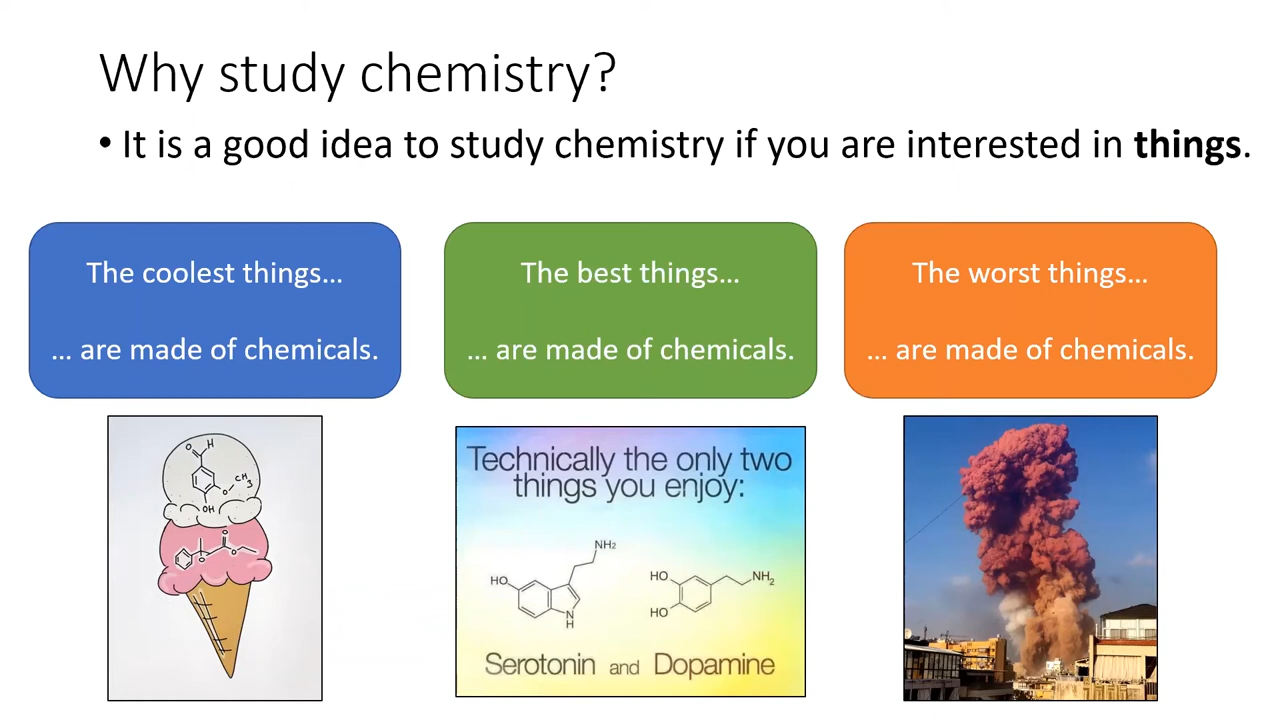 Why study chemistry?
• It is a good idea to study chemistry if you are interested in things.
The coolest things...
... are made of chemicals.
The best things...
... are made of chemicals.
The worst things...
... are made of chemicals.
O
H
O
CH3
OH
O
O
O
Technically the only two
things you enjoy:
NH2
HO
N
H
HO
NH2
HO
Serotonin and Dopamine